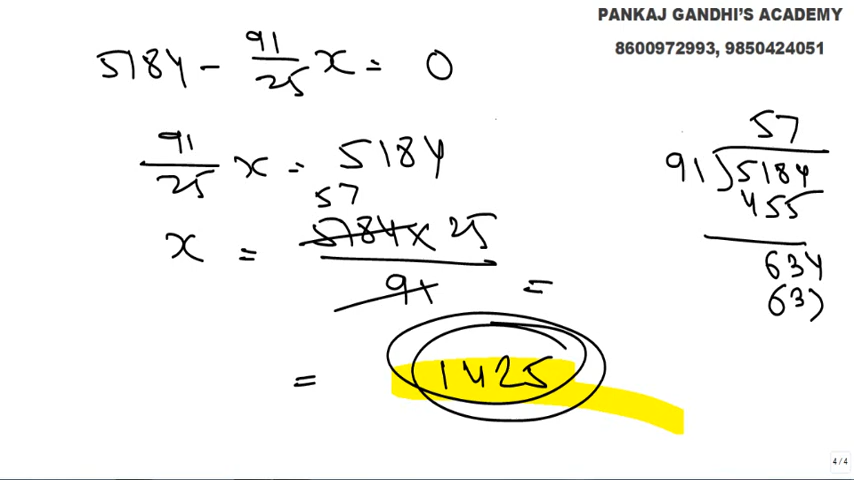 PANKAJ GANDHI'S ACADEMY
8600972993, 9850424051
5184 - 91/25 x = 0
91/25 x = 5184
57
x = 5184 x 25 / 91 =
= 1425
57
91)5184
455
634
637
4/4